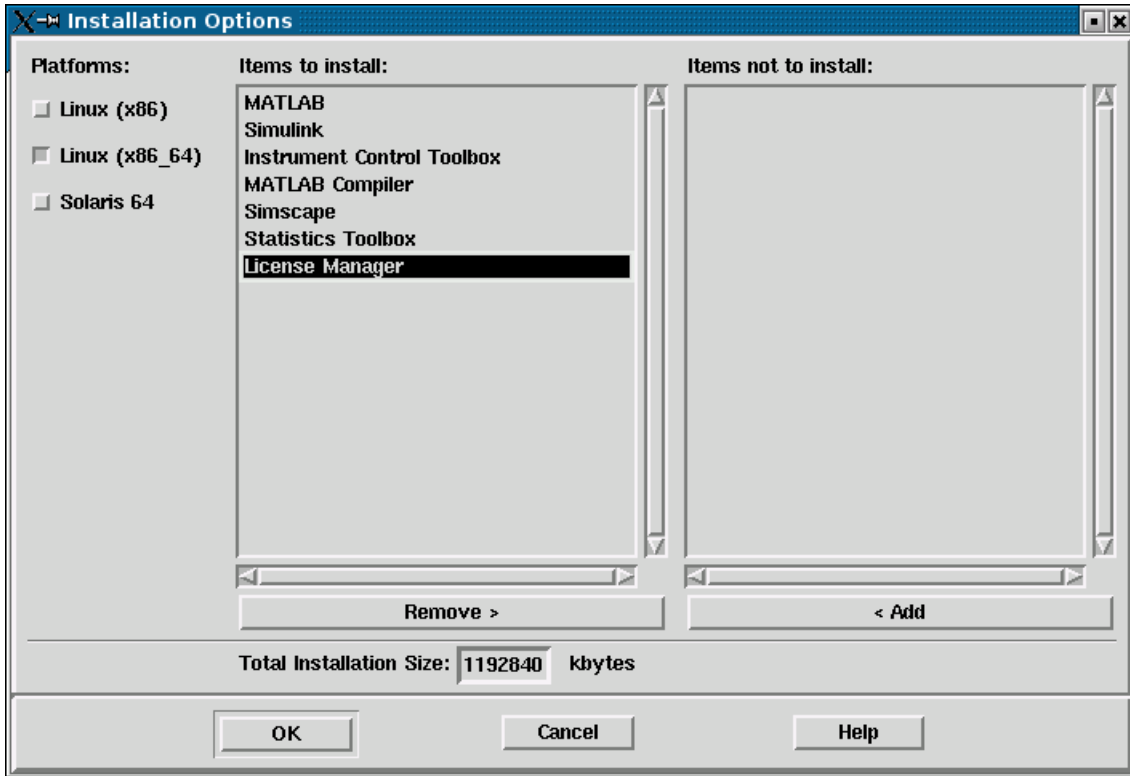 Installation Options
Platforms:
Linux (x86)
Linux (x86_64)
Solaris 64
Items to install:
MATLAB
Simulink
Instrument Control Toolbox
MATLAB Compiler
Simscape
Statistics Toolbox
License Manager
Remove >
Items not to install:
< Add
Total Installation Size: 1192840 kbytes
OK
Cancel
Help